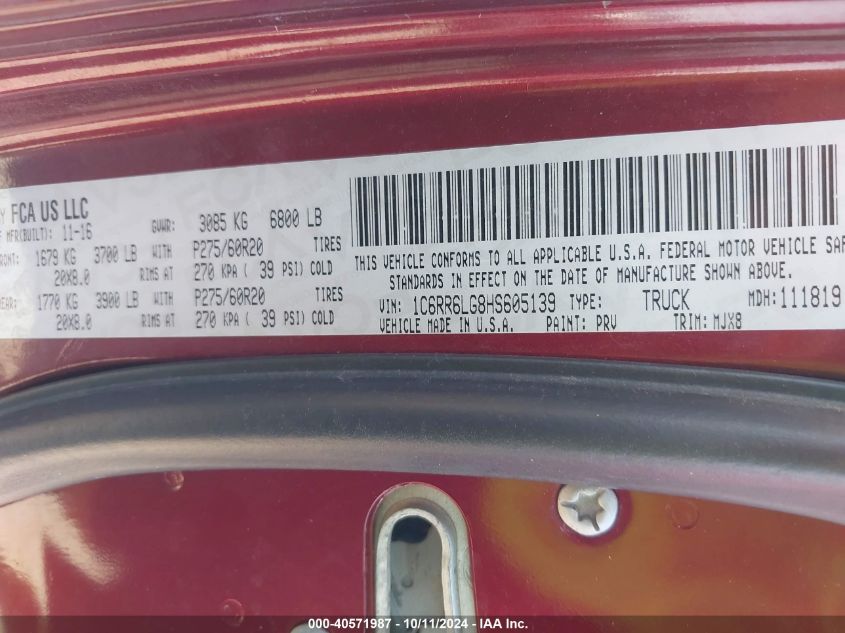 Y FCA US LLC
F MFR(BUILT): 11-16 GVWR: 3085 KG 6800 LB
RONT: 1679 KG 3700 LB WITH P275/60R20 TIRES
20X8.0 RIMS AT 270 KPA ( 39 PSI) COLD
EAR: 1770 KG 3900 LB WITH P275/60R20 TIRES
20X8.0 RIMS AT 270 KPA ( 39 PSI) COLD
THIS VEHICLE CONFORMS TO ALL APPLICABLE U.S.A. FEDERAL MOTOR VEHICLE SAF
STANDARDS IN EFFECT ON THE DATE OF MANUFACTURE SHOWN ABOVE.
VIN: 1C6RR6LG8HS605139 TYPE: TRUCK MDH: 111819
VEHICLE MADE IN U.S.A. PAINT: PRV TRIM: MJX8
000-40571987 - 10/11/2024 - IAA Inc.